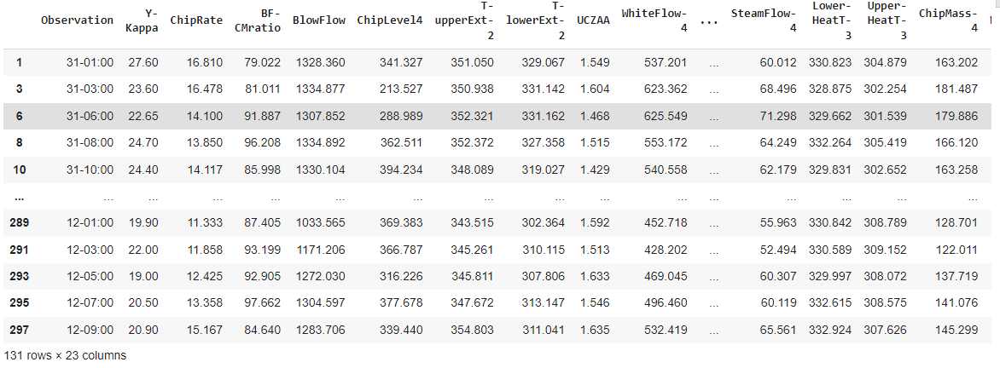 Observation Y-Kappa ChipRate BF-CMratio BlowFlow ChipLevel4 T-upperExt-2 T-lowerExt-2 UCZAA WhiteFlow-4 ... SteamFlow-4 Lower-HeatT-3 Upper-HeatT-3 ChipMass-4
1 31-01:00 27.60 16.810 79.022 1328.360 341.327 351.050 329.067 1.549 537.201 ... 60.012 330.823 304.879 163.202
3 31-03:00 23.60 16.478 81.011 1334.877 213.527 350.938 331.142 1.604 623.362 ... 68.496 328.875 302.254 181.487
6 31-06:00 22.65 14.100 91.887 1307.852 288.989 352.321 331.162 1.468 625.549 ... 71.298 329.662 301.539 179.886
8 31-08:00 24.70 13.850 96.208 1334.892 362.511 352.372 327.358 1.515 553.172 ... 64.249 332.264 305.419 166.120
10 31-10:00 24.40 14.117 85.998 1330.104 394.234 348.089 319.027 1.429 540.558 ... 62.179 329.831 302.652 163.258
... ... ... ... ... ... ... ... ... ... ... ... ... ... ... ...
289 12-01:00 19.90 11.333 87.405 1033.565 369.383 343.515 302.364 1.592 452.718 ... 55.963 330.842 308.789 128.701
291 12-03:00 22.00 11.858 93.199 1171.206 366.787 345.261 310.115 1.513 428.202 ... 52.494 330.589 309.152 122.011
293 12-05:00 19.00 12.425 92.905 1272.030 316.226 345.811 307.806 1.633 469.045 ... 60.307 329.997 308.072 137.719
295 12-07:00 20.50 13.358 97.662 1304.597 377.678 347.672 313.147 1.546 496.460 ... 60.119 332.615 308.575 141.076
297 12-09:00 20.90 15.167 84.640 1283.706 339.440 354.803 311.041 1.635 532.419 ... 65.561 332.924 307.626 145.299
131 rows × 23 columns